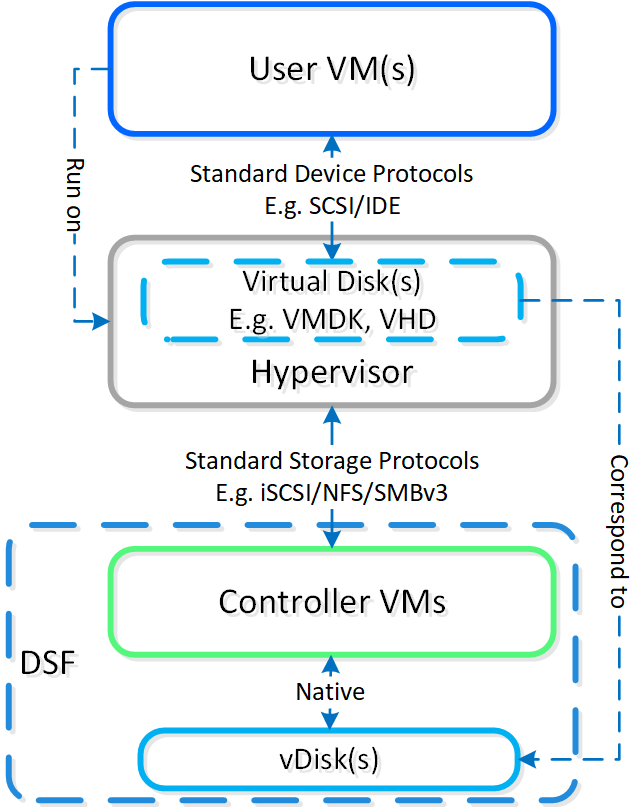 User VM(s)
Run on
Standard Device Protocols
E.g. SCSI/IDE
Virtual Disk(s)
E.g. VMDK, VHD
Hypervisor
Standard Storage Protocols
E.g. iSCSI/NFS/SMBv3
Correspond to
Controller VMs
DSF
Native
vDisk(s)